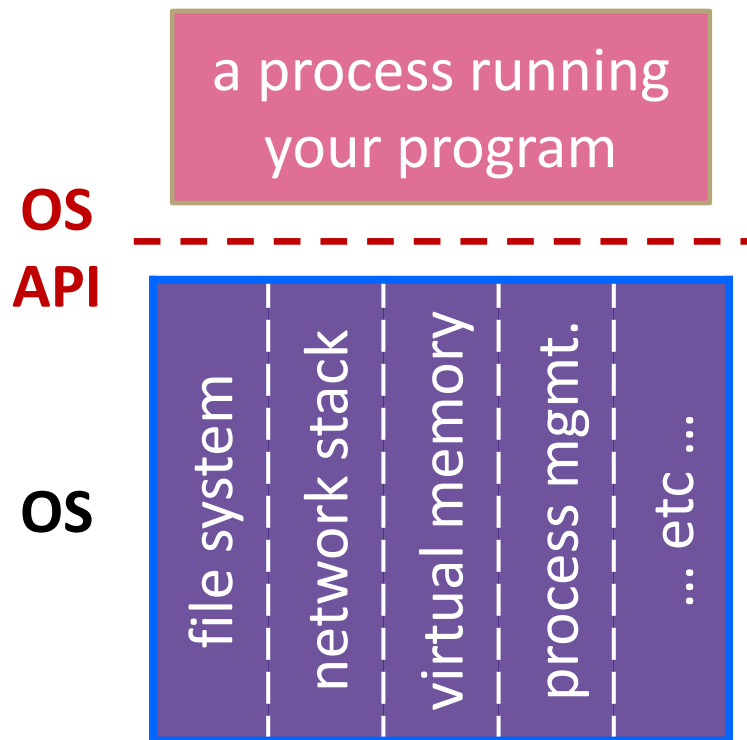 a process running
your program
OS
API
OS
file system
network stack
virtual memory
process mgmt.
... etc ...